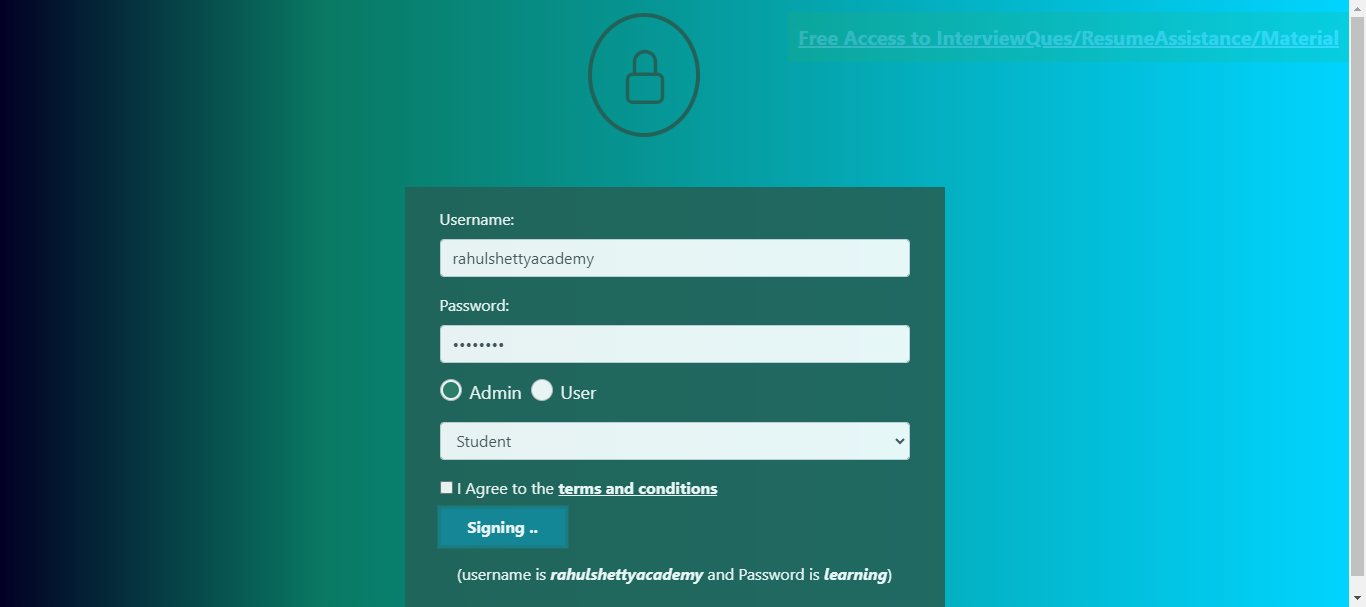 Free Access to InterviewQues/ResumeAssistance/Material
Username:
rahulshettyacademy
Password:
••••••••
Admin User
Student
I Agree to the terms and conditions
Signing ..
(username is rahulshettyacademy and Password is learning)